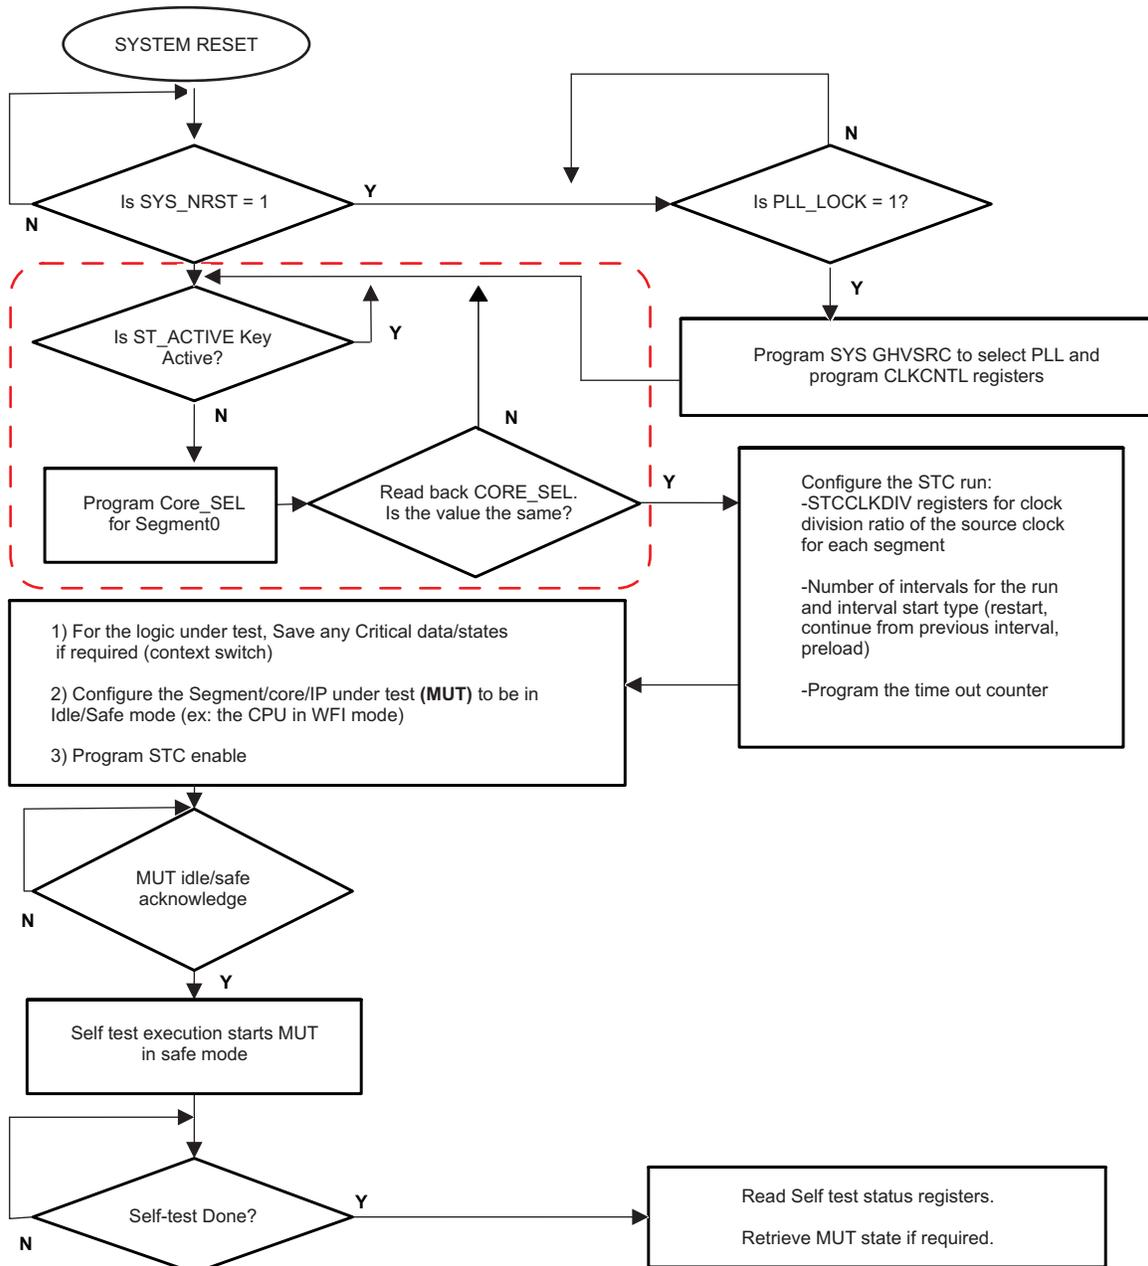 SYSTEM RESET
N
Is SYS_NRST = 1
Y
Is PLL_LOCK = 1?
N
Y
Is ST_ACTIVE Key
Active?
Y
Program SYS GHVSRC to select PLL and
program CLKCNTL registers
N
N
Program Core_SEL
for Segment0
Read back CORE_SEL.
Is the value the same?
Y
Configure the STC run:
-STCCLKDIV registers for clock
division ratio of the source clock
for each segment
-Number of intervals for the run
and interval start type (restart,
continue from previous interval,
preload)
-Program the time out counter
1) For the logic under test, Save any Critical data/states
if required (context switch)
2) Configure the Segment/core/IP under test (MUT) to be in
Idle/Safe mode (ex: the CPU in WFI mode)
3) Program STC enable
MUT idle/safe
acknowledge
N
Y
Self test execution starts MUT
in safe mode
Self-test Done?
Y
N
Read Self test status registers.
Retrieve MUT state if required.